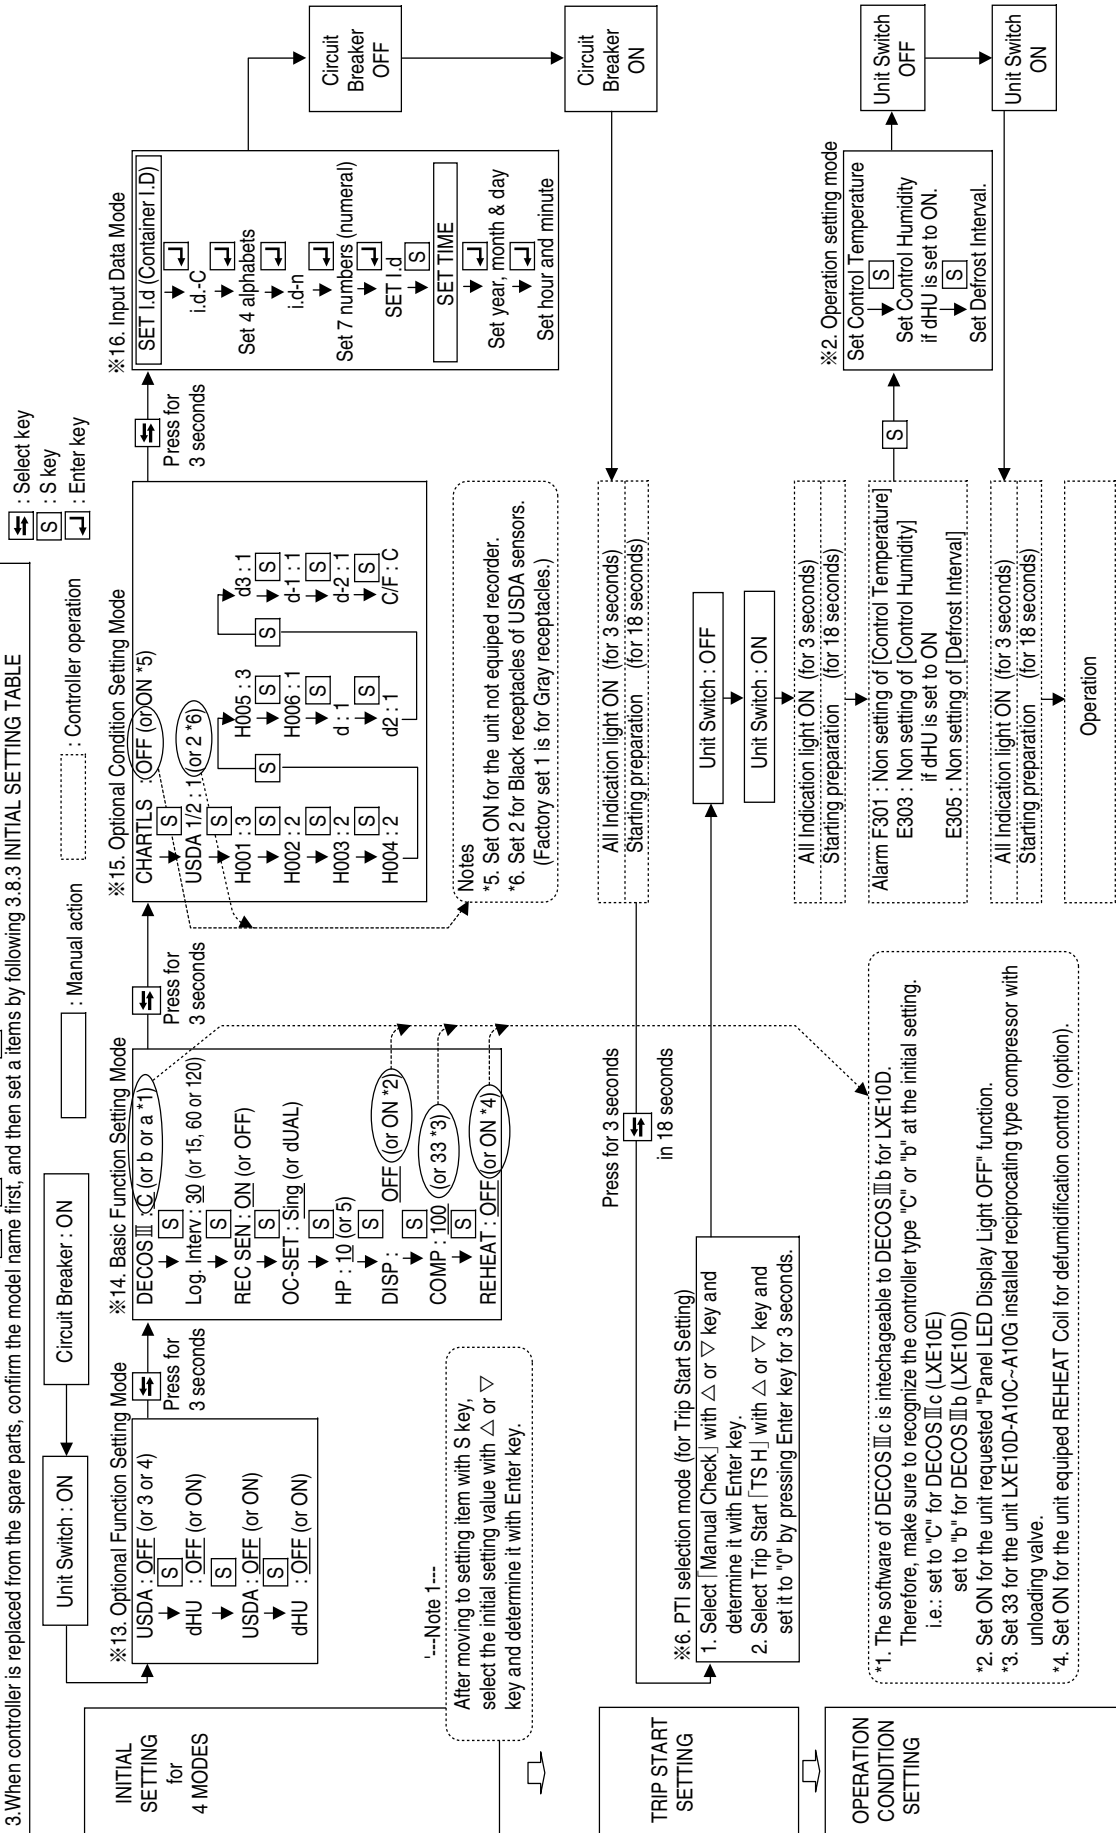 3.When controller is replaced from the spare parts, confirm the model name first, and then set a items by following 3.8.3 INITIAL SETTING TABLE
: Manual action
: Controller operation
: Select key
S : S key
: Enter key
INITIAL
SETTING
for
4 MODES
Unit Switch : ON
Circuit Breaker : ON
※13. Optional Function Setting Mode
USDA : OFF (or 3 or 4)
S
dHU : OFF (or ON)
S
USDA : OFF (or ON)
S
dHU : OFF (or ON)
Press for
3 seconds
※14. Basic Function Setting Mode
DECOSⅢ : C (or b or a *1)
S
Log. Interv : 30 (or 15, 60 or 120)
S
REC SEN : ON (or OFF)
S
OC-SET : Sing (or dUAL)
S
HP : 10 (or 5)
S
DISP : OFF (or ON *2)
S
COMP : 100 (or 33 *3)
S
REHEAT : OFF (or ON *4)
Press for
3 seconds
※15. Optional Condition Setting Mode
CHARTLS : OFF (or ON *5)
S
USDA 1/2 : 1 (or 2 *6)
S
H001 : 3
S
H002 : 2
S
H003 : 2
S
H004 : 2
S
H005 : 3
S
H006 : 1
S
d : 1
S
d2 : 1
S
d3 : 1
S
d-1 : 1
S
d-2 : 1
S
C/F : C
Press for
3 seconds
※16. Input Data Mode
SET I.d (Container I.D)
i.d.-C
Set 4 alphabets
i.d-n
Set 7 numbers (numeral)
SET I.d
S
SET TIME
Set year, month & day
Set hour and minute
Circuit
Breaker
OFF
Circuit
Breaker
ON
'---Note 1---
After moving to setting item with S key,
select the initial setting value with △ or ▽
key and determine it with Enter key.
Notes
*5. Set ON for the unit not equiped recorder.
*6. Set 2 for Black receptacles of USDA sensors.
(Factory set 1 is for Gray receptacles.)
TRIP START
SETTING
All Indication light ON (for 3 seconds)
Starting preparation (for 18 seconds)
Press for 3 seconds
in 18 seconds
※6. PTI selection mode (for Trip Start Setting)
1. Select「Manual Check」with △ or ▽ key and
determine it with Enter key.
2. Select Trip Start「TS H」with △ or ▽ key and
set it to "0" by pressing Enter key for 3 seconds.
Unit Switch : OFF
Unit Switch : ON
OPERATION
CONDITION
SETTING
All Indication light ON (for 3 seconds)
Starting preparation (for 18 seconds)
Alarm F301 : Non setting of [Control Temperature]
E303 : Non setting of [Control Humidity]
if dHU is set to ON
E305 : Non setting of [Defrost Interval]
S
※2. Operation setting mode
Set Control Temperature
S
Set Control Humidity
if dHU is set to ON.
S
Set Defrost Interval.
Unit Switch
OFF
Unit Switch
ON
All Indication light ON (for 3 seconds)
Starting preparation (for 18 seconds)
Operation
*1. The software of DECOSⅢc is intechageable to DECOSⅢb for LXE10D.
Therefore, make sure to recognize the controller type "C" or "b" at the initial setting.
i.e.: set to "C" for DECOSⅢc (LXE10E)
set to "b" for DECOSⅢb (LXE10D)
*2. Set ON for the unit requested "Panel LED Display Light OFF" function.
*3. Set 33 for the unit LXE10D-A10C~A10G installed reciprocating type compressor with
unloading valve.
*4. Set ON for the unit equiped REHEAT Coil for defumidification control (option).